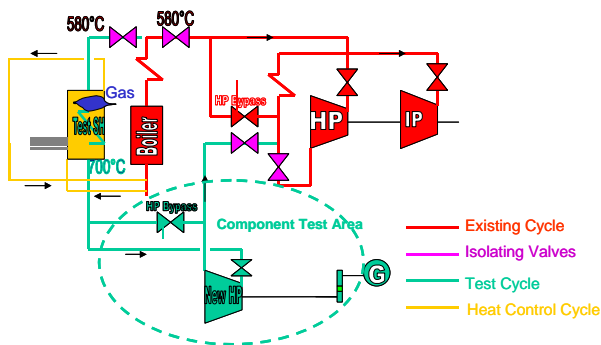 580°C
580°C
Gas
Test SH
Boiler
HP Bypass
HP
IP
700°C
HP Bypass
Component Test Area
New HP
G
Existing Cycle
Isolating Valves
Test Cycle
Heat Control Cycle